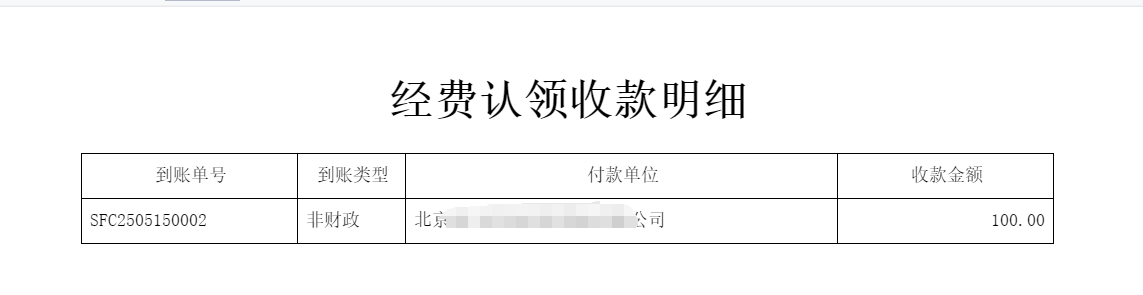 经费认领收款明细
到账单号 到账类型 付款单位 收款金额
SFC2505150002 非财政 北京 公司 100.00